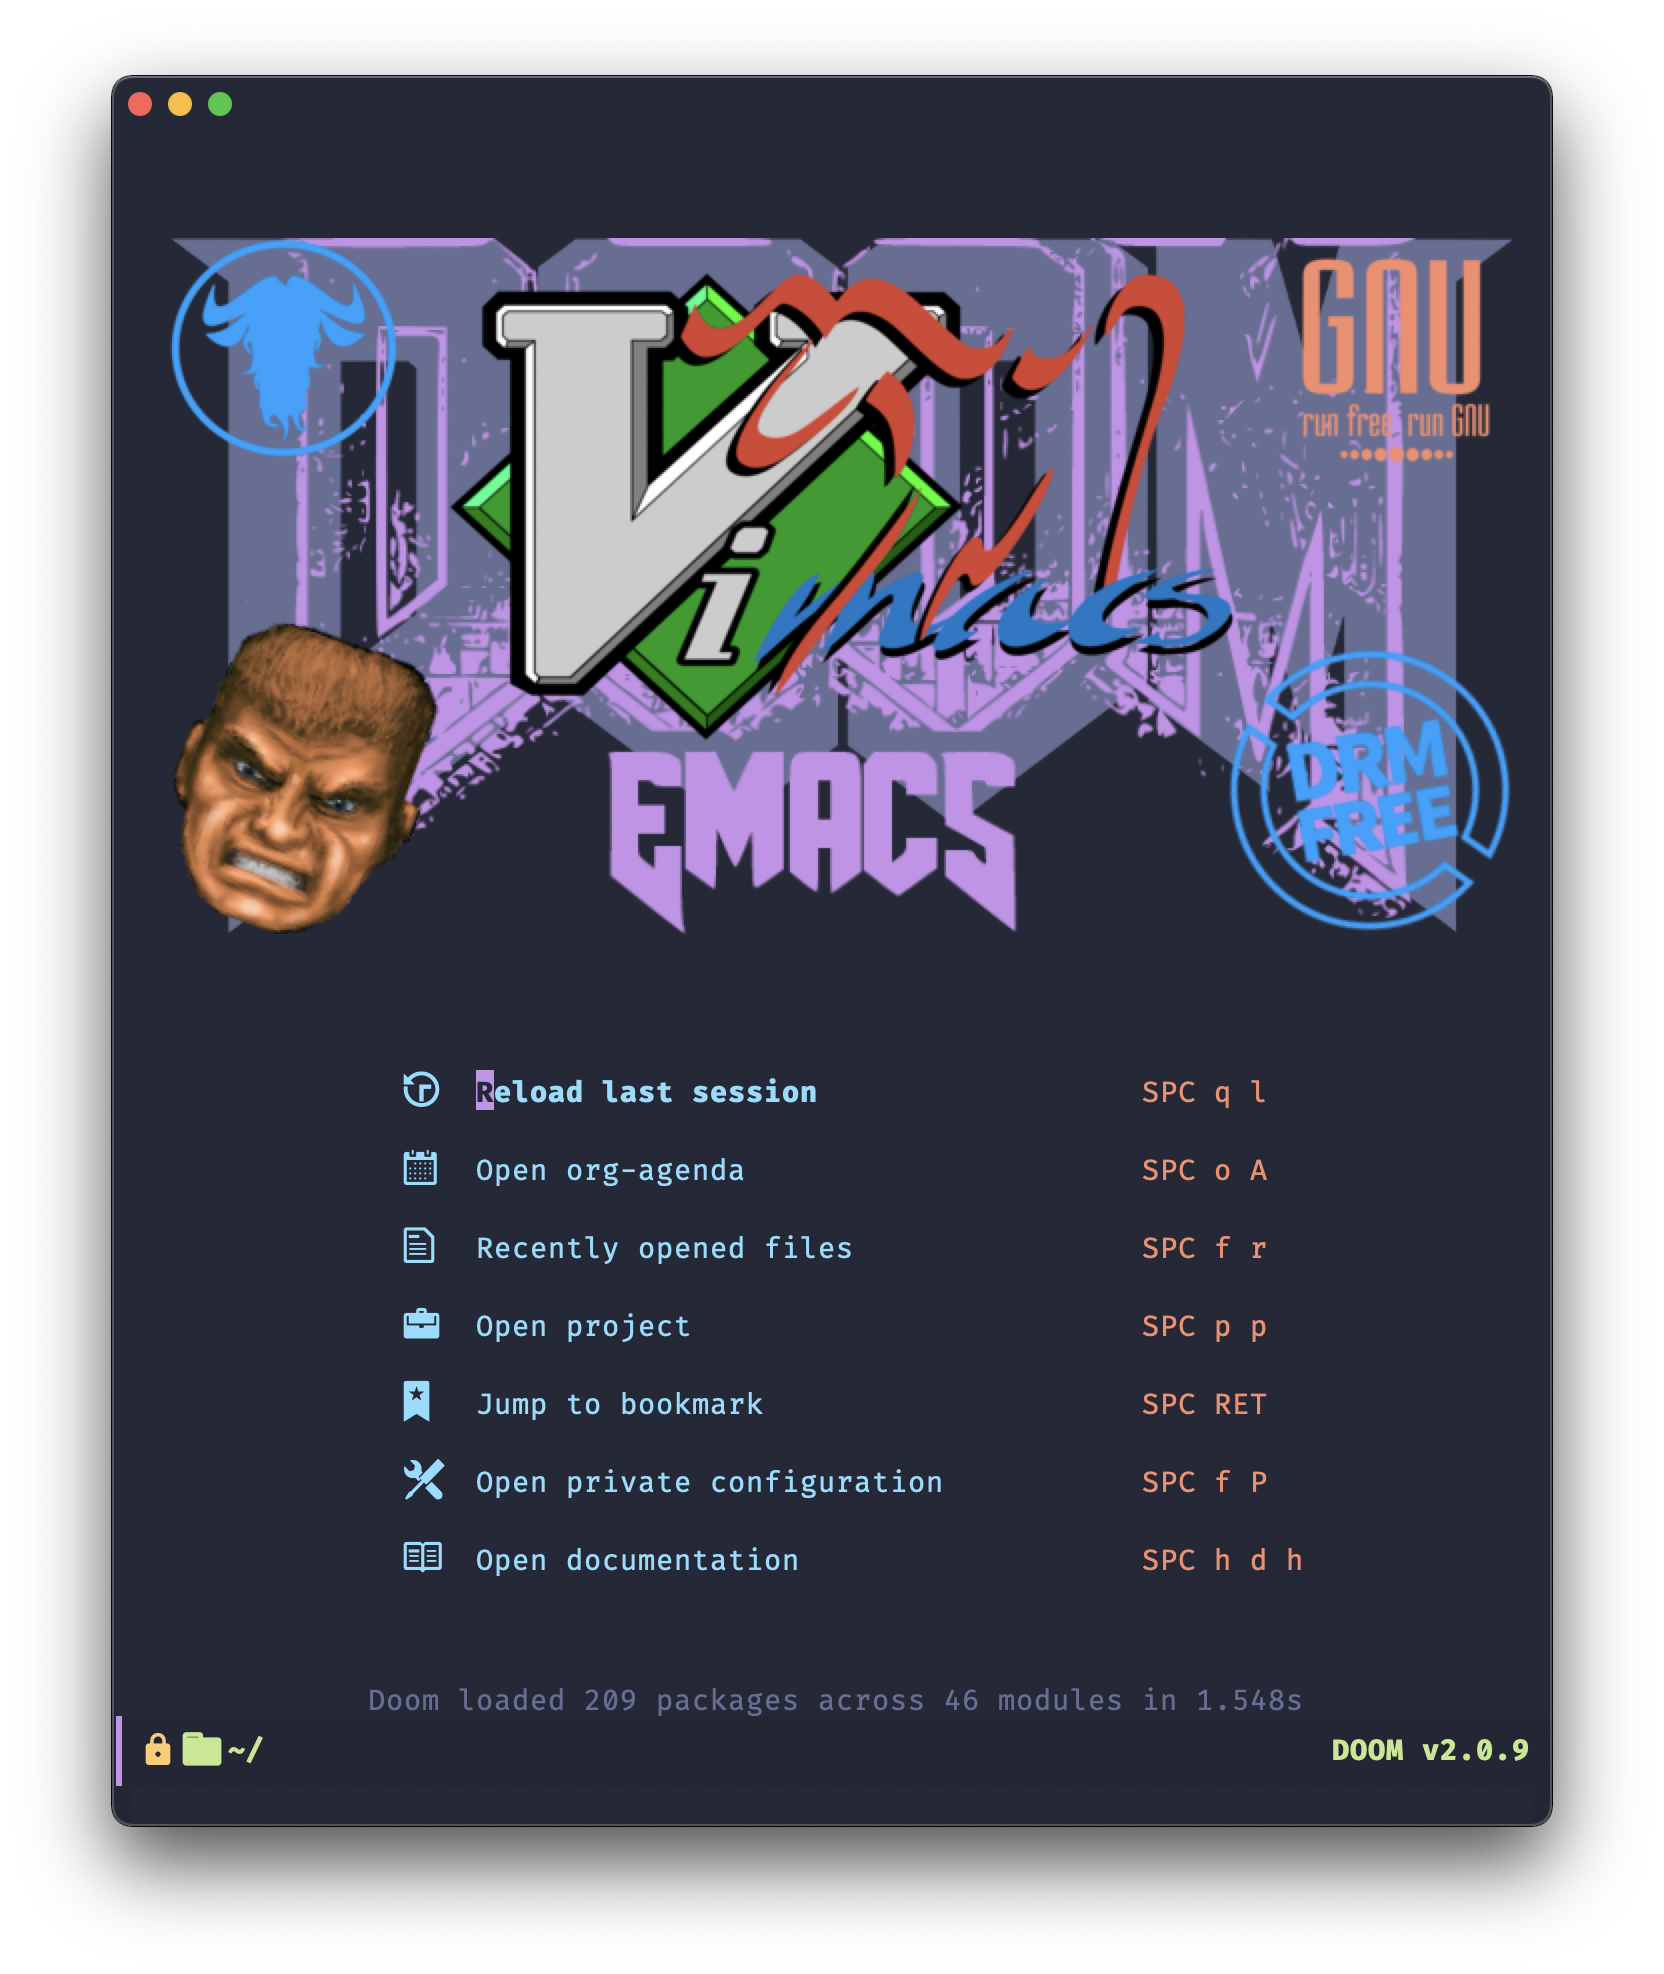 DOOM
GNU
run free run GNU
Vimacs
EMACS
DRM
FREE
Reload last session SPC q l
Open org-agenda SPC o A
Recently opened files SPC f r
Open project SPC p p
Jump to bookmark SPC RET
Open private configuration SPC f P
Open documentation SPC h d h
Doom loaded 209 packages across 46 modules in 1.548s
~/ DOOM v2.0.9